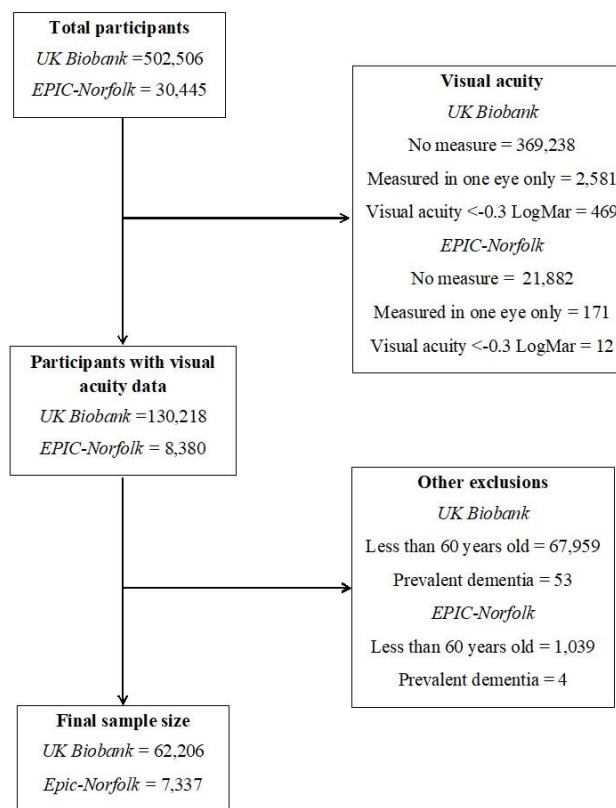 Total participants
UK Biobank =502,506
EPIC-Norfolk = 30,445
Visual acuity
UK Biobank
No measure = 369,238
Measured in one eye only = 2,581
Visual acuity <-0.3 LogMar = 469
EPIC-Norfolk
No measure = 21,882
Measured in one eye only = 171
Visual acuity <-0.3 LogMar = 12
Participants with visual
acuity data
UK Biobank =130,218
EPIC-Norfolk = 8,380
Other exclusions
UK Biobank
Less than 60 years old = 67,959
Prevalent dementia = 53
EPIC-Norfolk
Less than 60 years old = 1,039
Prevalent dementia = 4
Final sample size
UK Biobank = 62,206
Epic-Norfolk = 7,337